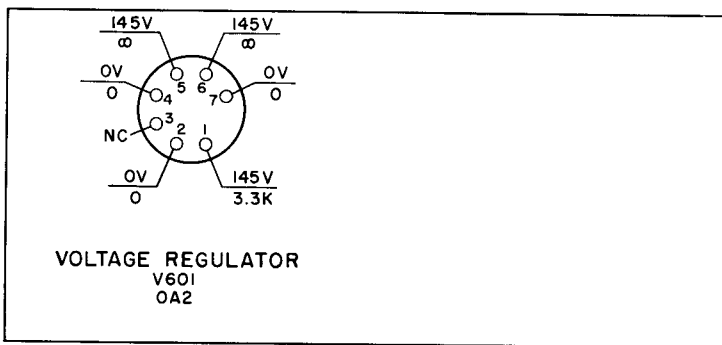 145V 145V
∞ ∞
0V 5 6 0V
0 4 7 0
NC 3 2 1
0V 145V
0 3.3K
VOLTAGE REGULATOR
V601
OA2